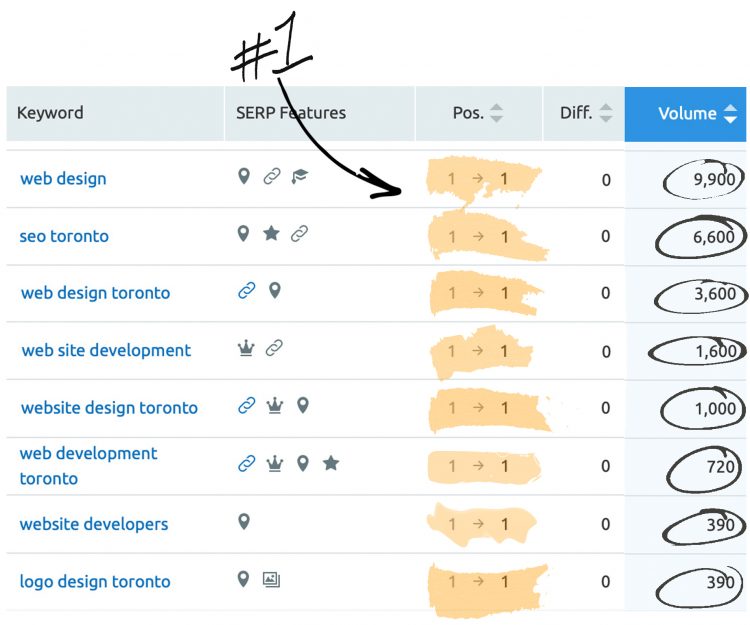 #1
Keyword SERP Features Pos. Diff. Volume
web design 1 → 1 0 9,900
seo toronto 1 → 1 0 6,600
web design toronto 1 → 1 0 3,600
web site development 1 → 1 0 1,600
website design toronto 1 → 1 0 1,000
web development
toronto 1 → 1 0 720
website developers 1 → 1 0 390
logo design toronto 1 → 1 0 390